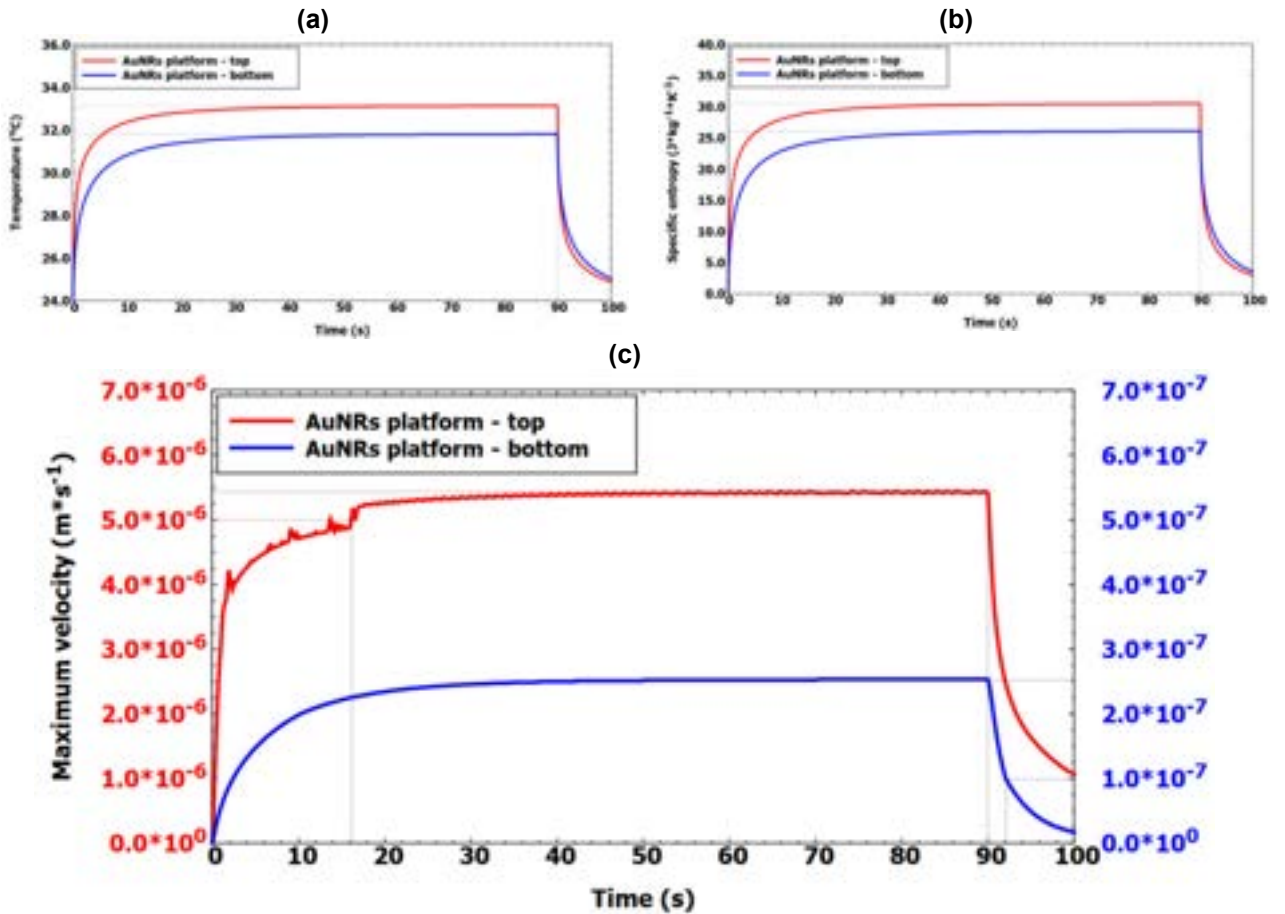 (a)
36.0
34.0
32.0
30.0
28.0
26.0
24.0
Temperature (°C)
AuNRs platform - top
AuNRs platform - bottom
0 10 20 30 40 50 60 70 80 90 100
Time (s)
(b)
40.0
35.0
30.0
25.0
20.0
15.0
10.0
5.0
0.0
Specific entropy (J*kg⁻¹*K⁻¹)
AuNRs platform - top
AuNRs platform - bottom
0 10 20 30 40 50 60 70 80 90 100
Time (s)
(c)
7.0*10⁻⁶
6.0*10⁻⁶
5.0*10⁻⁶
4.0*10⁻⁶
3.0*10⁻⁶
2.0*10⁻⁶
1.0*10⁻⁶
0.0*10⁰
Maximum velocity (m*s⁻¹)
AuNRs platform - top
AuNRs platform - bottom
7.0*10⁻⁷
6.0*10⁻⁷
5.0*10⁻⁷
4.0*10⁻⁷
3.0*10⁻⁷
2.0*10⁻⁷
1.0*10⁻⁷
0.0*10⁰
0 10 20 30 40 50 60 70 80 90 100
Time (s)